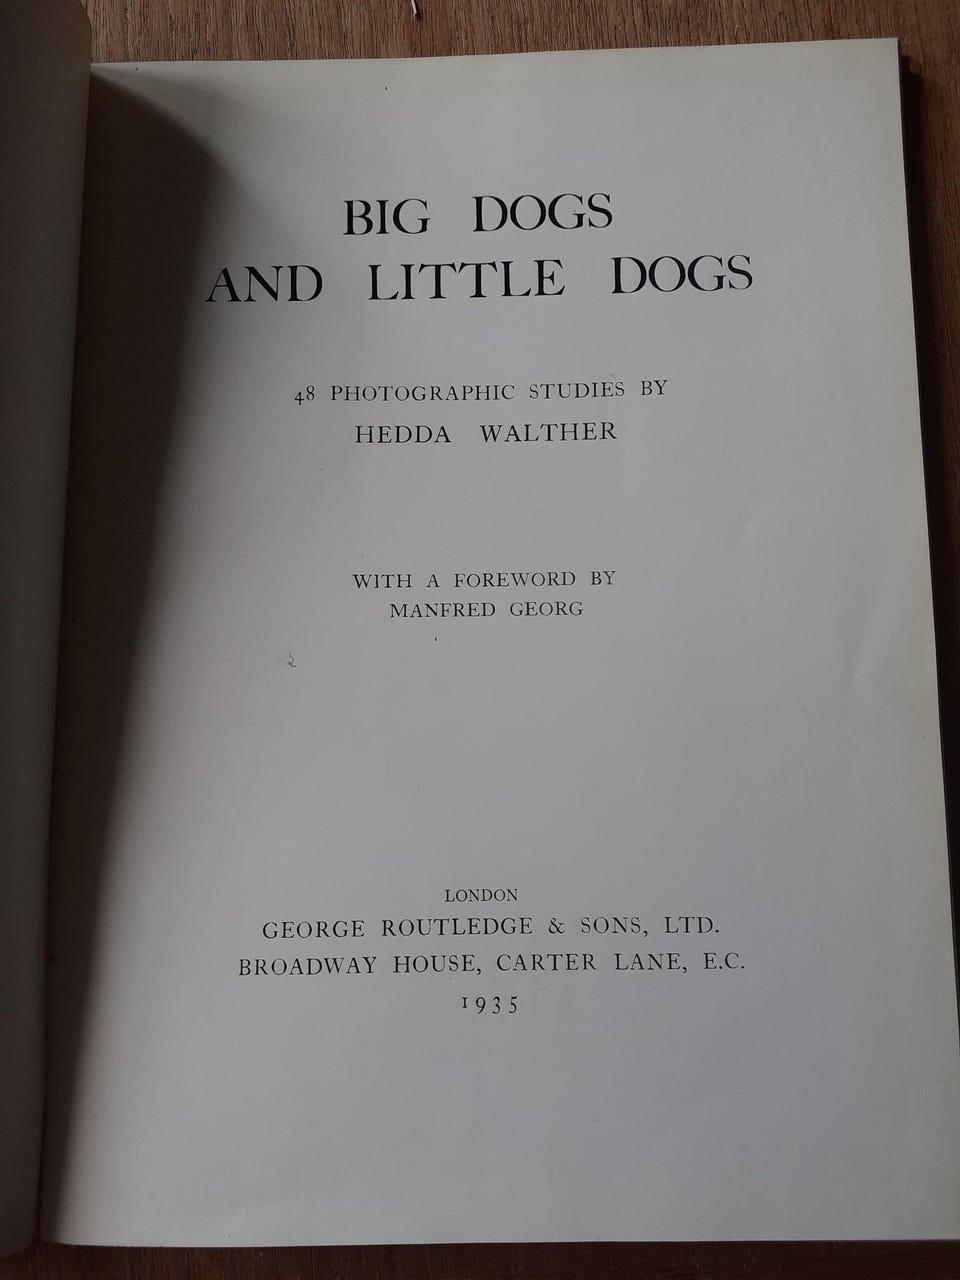 BIG DOGS
AND LITTLE DOGS
48 PHOTOGRAPHIC STUDIES BY
HEDDA WALTHER
WITH A FOREWORD BY
MANFRED GEORG
LONDON
GEORGE ROUTLEDGE & SONS, LTD.
BROADWAY HOUSE, CARTER LANE, E.C.
1935